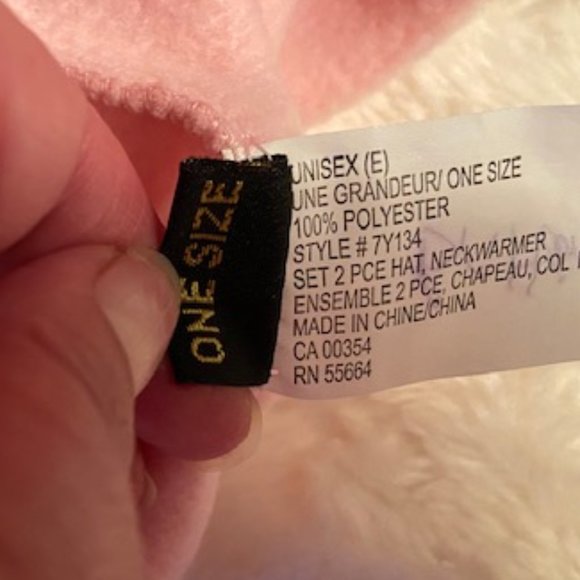 ONE SIZE
UNISEX (E)
UNE GRANDEUR/ ONE SIZE
100% POLYESTER
STYLE # 7Y134
SET 2 PCE HAT, NECKWARMER
ENSEMBLE 2 PCE, CHAPEAU, COL
MADE IN CHINE/CHINA
CA 00354
RN 55664